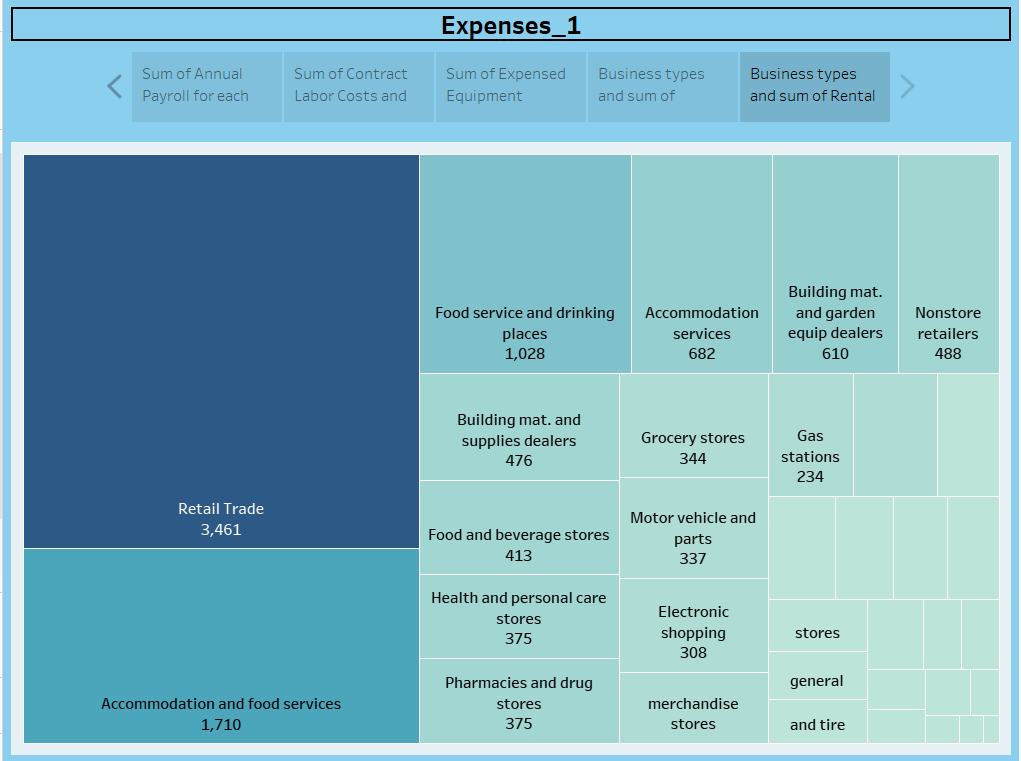 Expenses_1
Sum of Annual
Payroll for each
Sum of Contract
Labor Costs and
Sum of Expensed
Equipment
Business types
and sum of
Business types
and sum of Rental
Retail Trade
3,461
Accommodation and food services
1,710
Food service and drinking
places
1,028
Accommodation
services
682
Building mat.
and garden
equip dealers
610
Nonstore
retailers
488
Building mat. and
supplies dealers
476
Food and beverage stores
413
Health and personal care
stores
375
Pharmacies and drug
stores
375
Grocery stores
344
Motor vehicle and
parts
337
Electronic
shopping
308
merchandise
stores
Gas
stations
234
stores
general
and tire